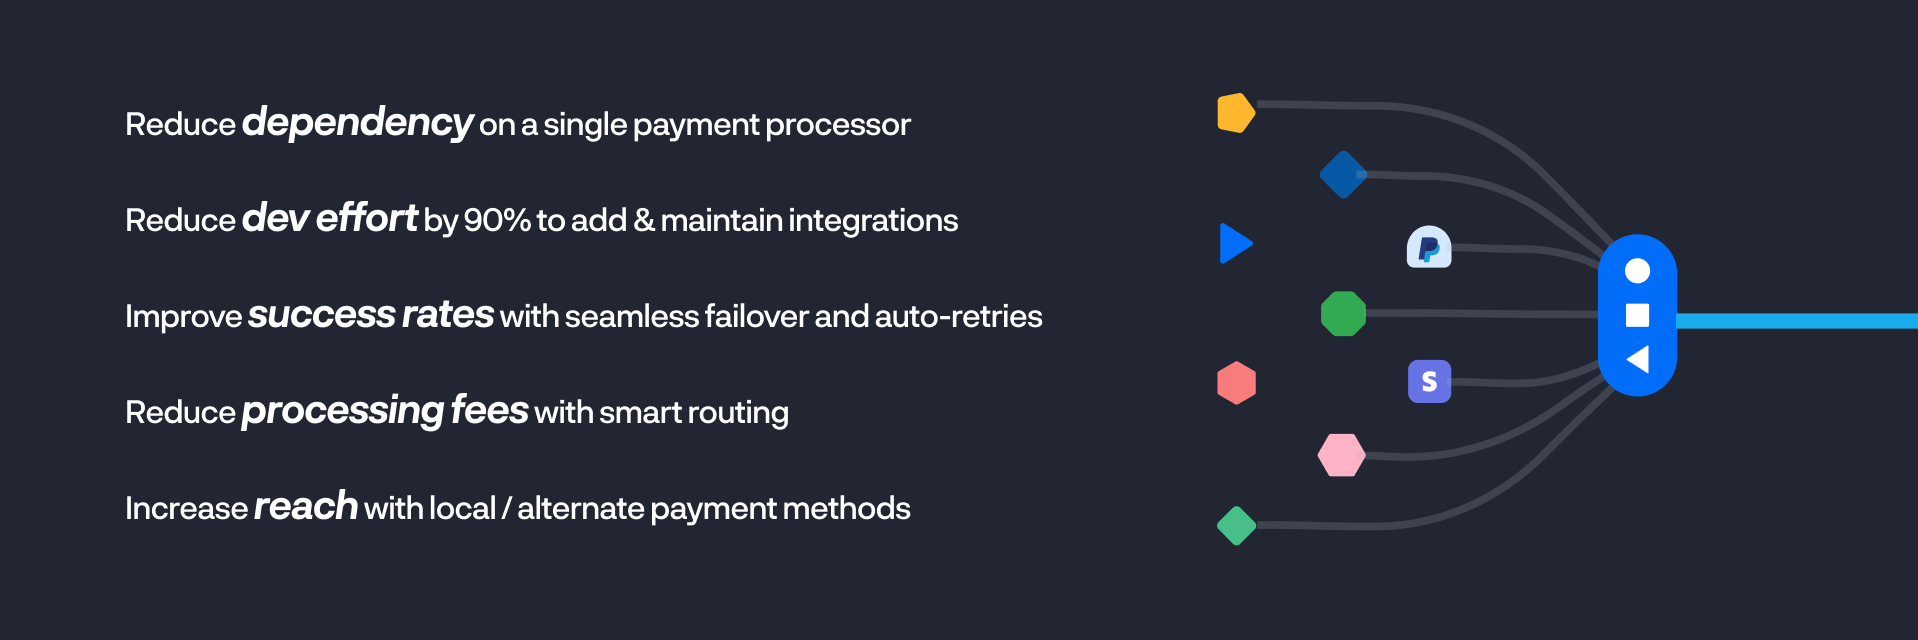 Reduce dependency on a single payment processor
Reduce dev effort by 90% to add & maintain integrations
Improve success rates with seamless failover and auto-retries
S
Reduce processing fees with smart routing
Increase reach with local / alternate payment methods